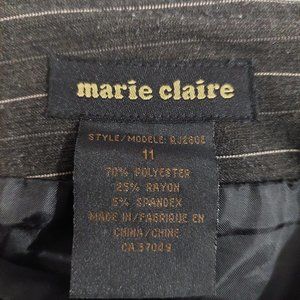 marie claire
STYLE/MODELE
11
70% POLYESTER
25% RAYON
5% SPANDEX
MADE IN/FABRIQUE EN
CHINA/CHINE
CA 37049